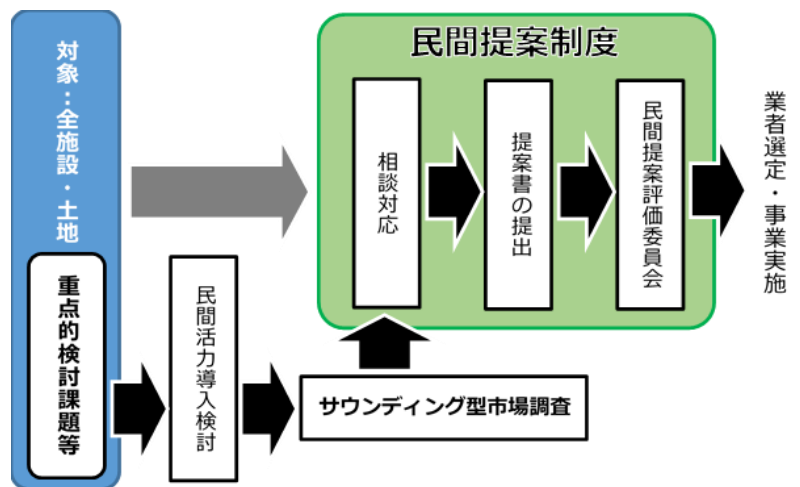 民間提案制度
対象：全施設・土地
相談対応
提案書の提出
民間提案評価委員会
業者選定・事業実施
重点的検討課題等
民間活力導入検討
サウンディング型市場調査